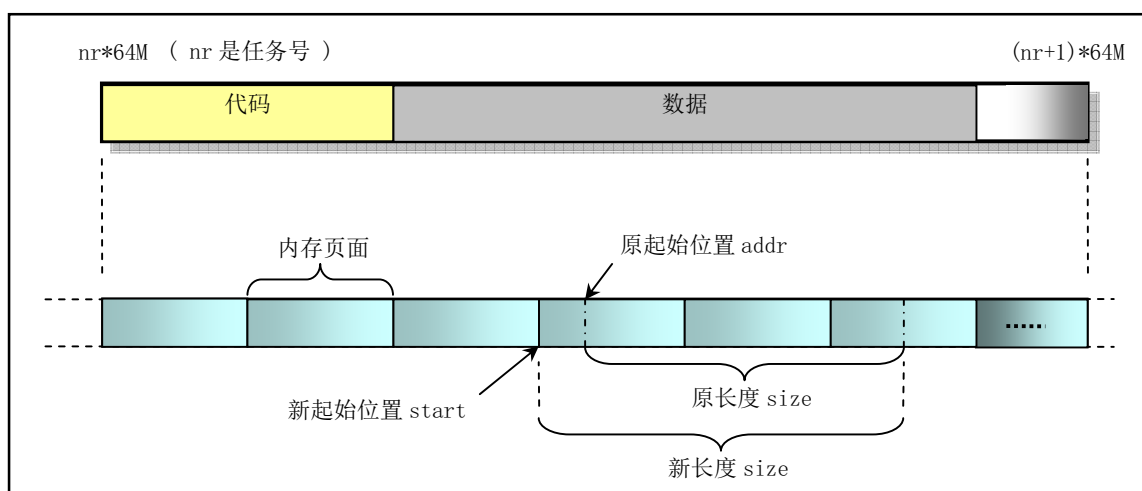 nr*64M ( nr 是任务号 )
(nr+1)*64M
代码
数据
内存页面
原起始位置 addr
......
新起始位置 start
原长度 size
新长度 size